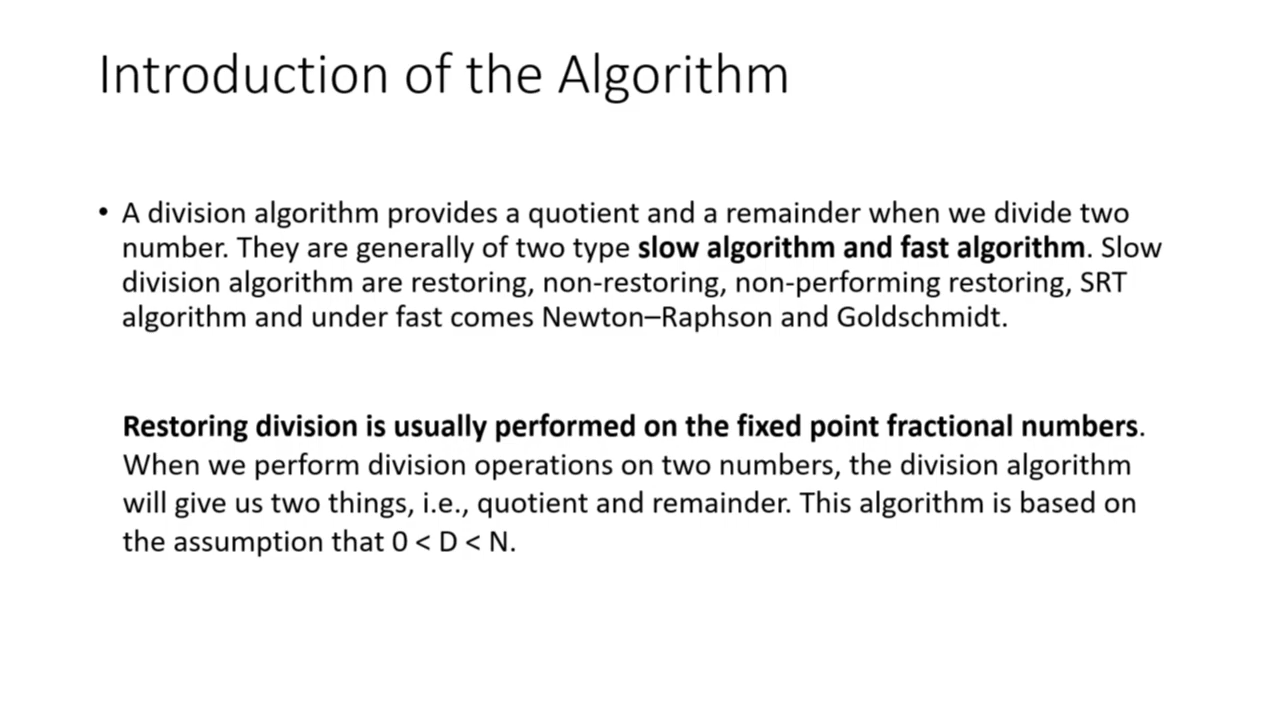 Introduction of the Algorithm
• A division algorithm provides a quotient and a remainder when we divide two
number. They are generally of two type slow algorithm and fast algorithm. Slow
division algorithm are restoring, non-restoring, non-performing restoring, SRT
algorithm and under fast comes Newton–Raphson and Goldschmidt.
Restoring division is usually performed on the fixed point fractional numbers.
When we perform division operations on two numbers, the division algorithm
will give us two things, i.e., quotient and remainder. This algorithm is based on
the assumption that 0 < D < N.